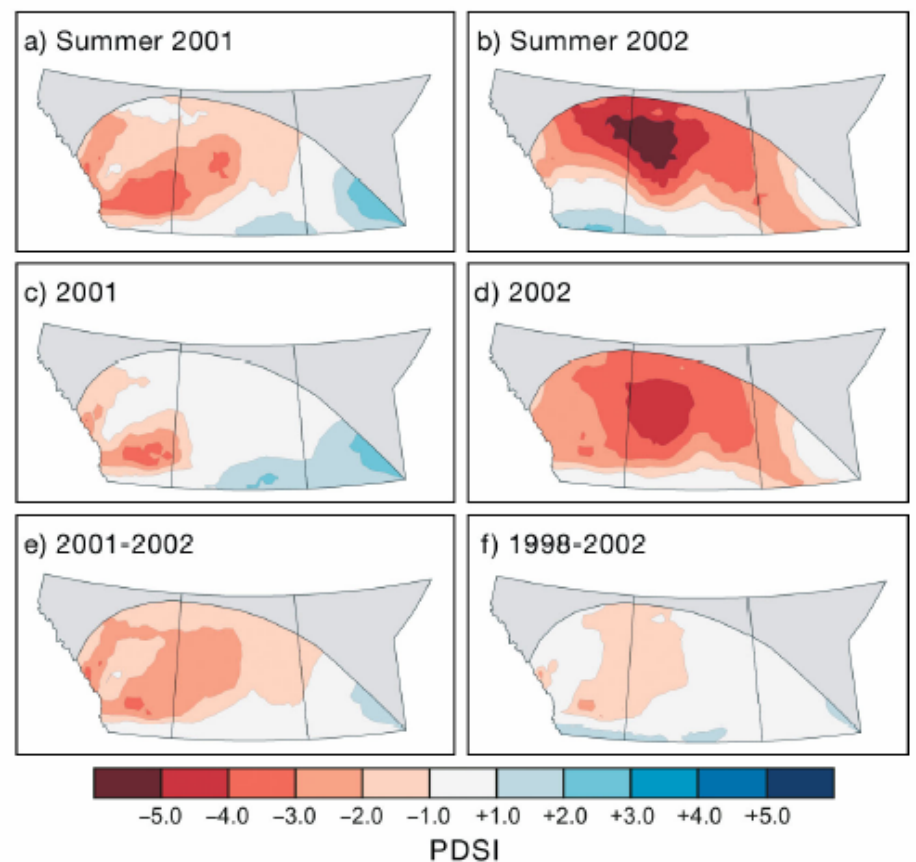 a) Summer 2001
b) Summer 2002
c) 2001
d) 2002
e) 2001-2002
f) 1998-2002
−5.0 −4.0 −3.0 −2.0 −1.0 +1.0 +2.0 +3.0 +4.0 +5.0
PDSI